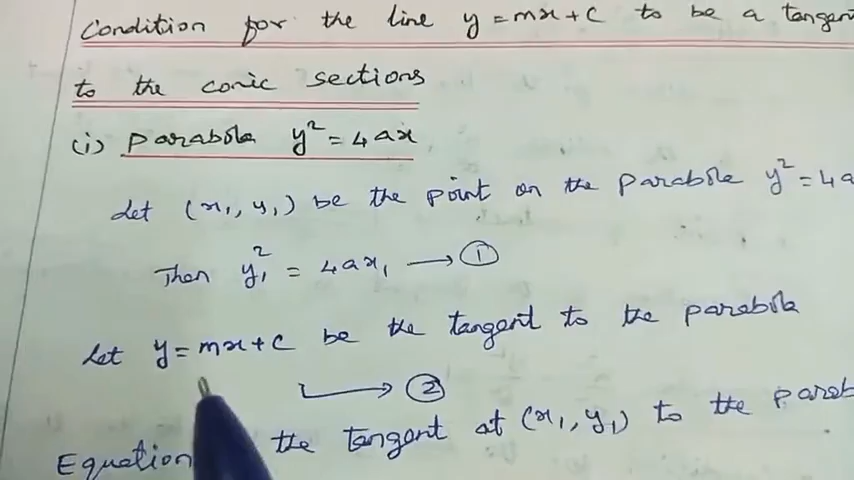 Condition for the line y = mx + c to be a tangent
to the conic sections
(i) Parabola y² = 4ax
Let (x₁, y₁) be the point on the parabola y² = 4a
Then y₁² = 4ax₁ → ①
Let y = mx + c be the tangent to the parabola
→ ②
Equation the tangent at (x₁, y₁) to the parab